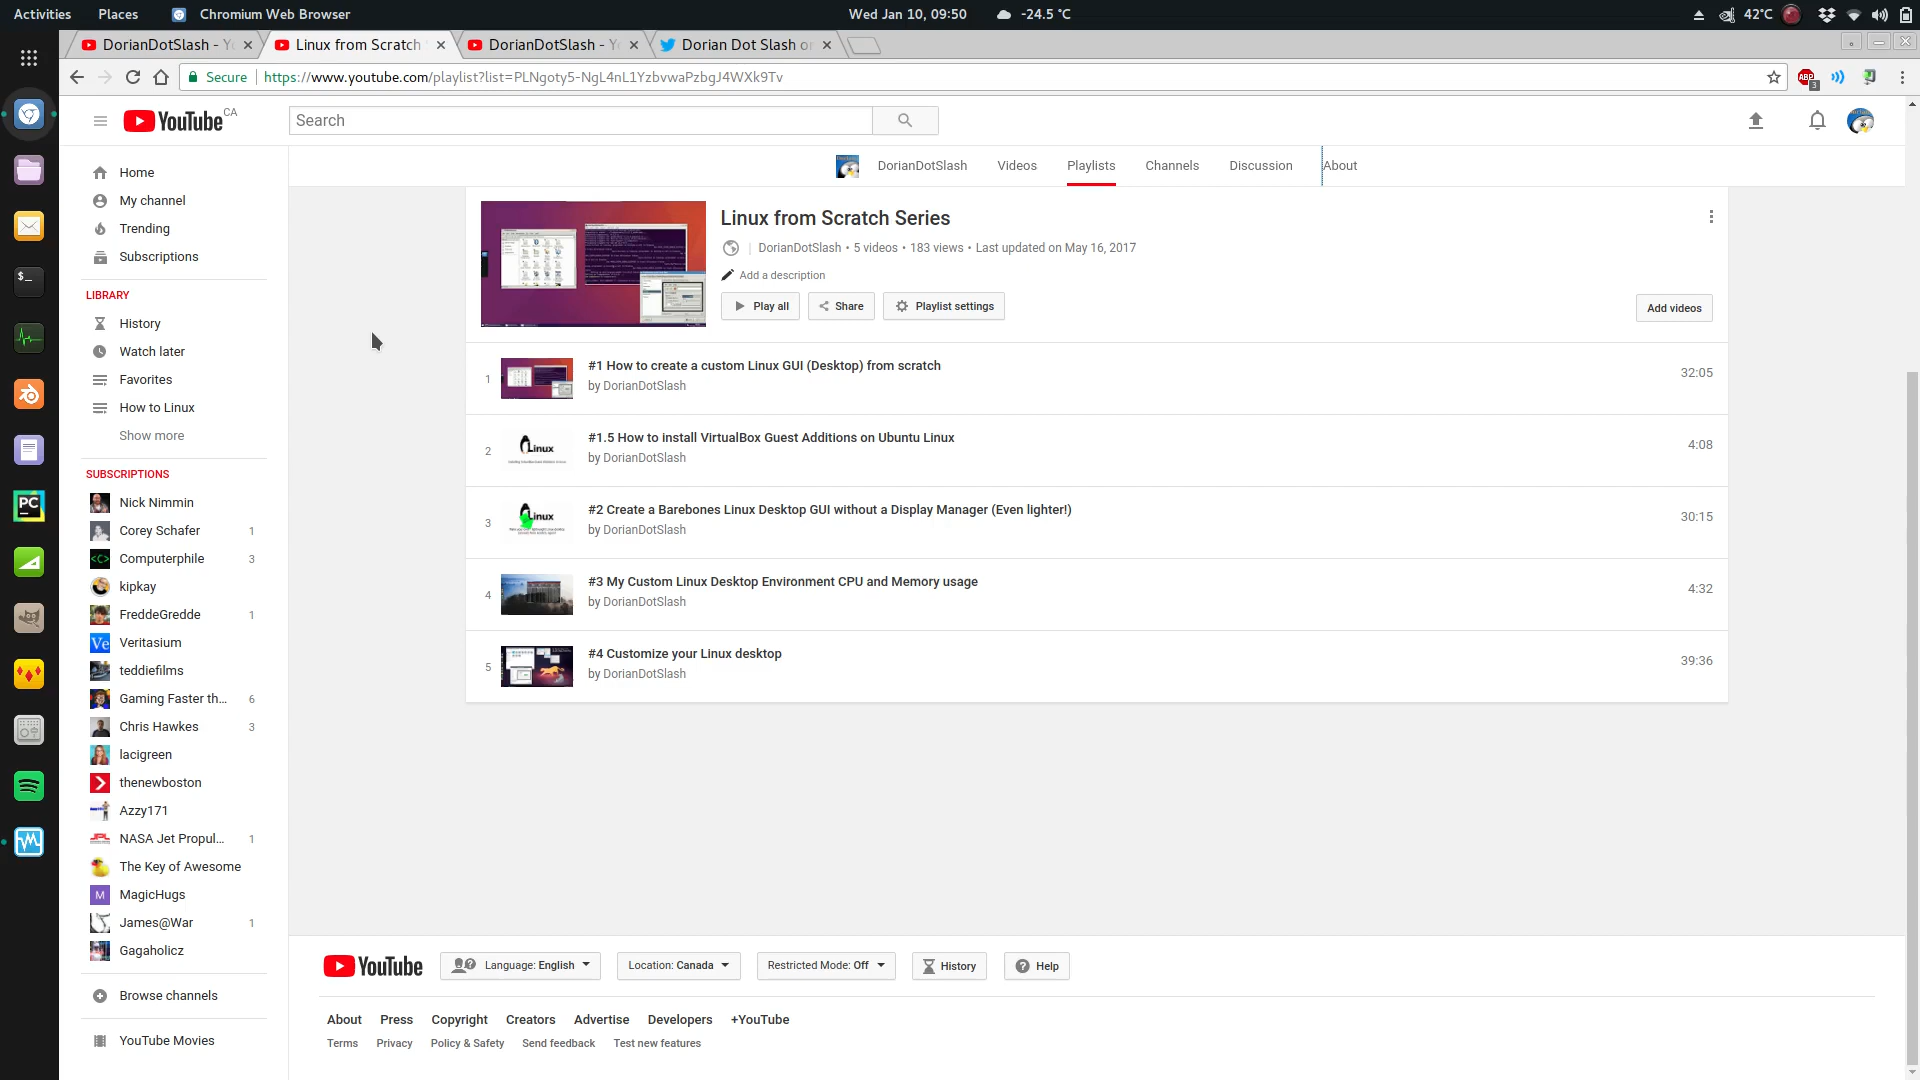 Activities Places Chromium Web Browser Wed Jan 10, 09:50 -24.5 °C 42°C
DorianDotSlash - Y Linux from Scratch DorianDotSlash - Y Dorian Dot Slash o
Secure https://www.youtube.com/playlist?list=PLNgoty5-NgL4nL1YzbvwaPzbgJ4WXk9Tv ABP 3
YouTube CA Search
DorianDotSlash Videos Playlists Channels Discussion About
Home
My channel
Trending
Subscriptions
LIBRARY
History
Watch later
Favorites
How to Linux
Show more
SUBSCRIPTIONS
Nick Nimmin
Corey Schafer 1
<C> Computerphile 3
kipkay
FreddeGredde 1
Ve Veritasium
teddiefilms
Gaming Faster th... 6
Chris Hawkes 3
lacigreen
thenewboston
Azzy171
JPL NASA Jet Propul... 1
The Key of Awesome
M MagicHugs
James@War 1
Gagaholicz
Browse channels
YouTube Movies
PC
Linux from Scratch Series
DorianDotSlash • 5 videos • 183 views • Last updated on May 16, 2017
Add a description
Play all Share Playlist settings Add videos
1 #1 How to create a custom Linux GUI (Desktop) from scratch 32:05
by DorianDotSlash
2 Linux #1.5 How to install VirtualBox Guest Additions on Ubuntu Linux 4:08
by DorianDotSlash
3 Linux #2 Create a Barebones Linux Desktop GUI without a Display Manager (Even lighter!) 30:15
by DorianDotSlash
4 #3 My Custom Linux Desktop Environment CPU and Memory usage 4:32
by DorianDotSlash
5 #4 Customize your Linux desktop 39:36
by DorianDotSlash
YouTube Language: English Location: Canada Restricted Mode: Off History Help
About Press Copyright Creators Advertise Developers +YouTube
Terms Privacy Policy & Safety Send feedback Test new features